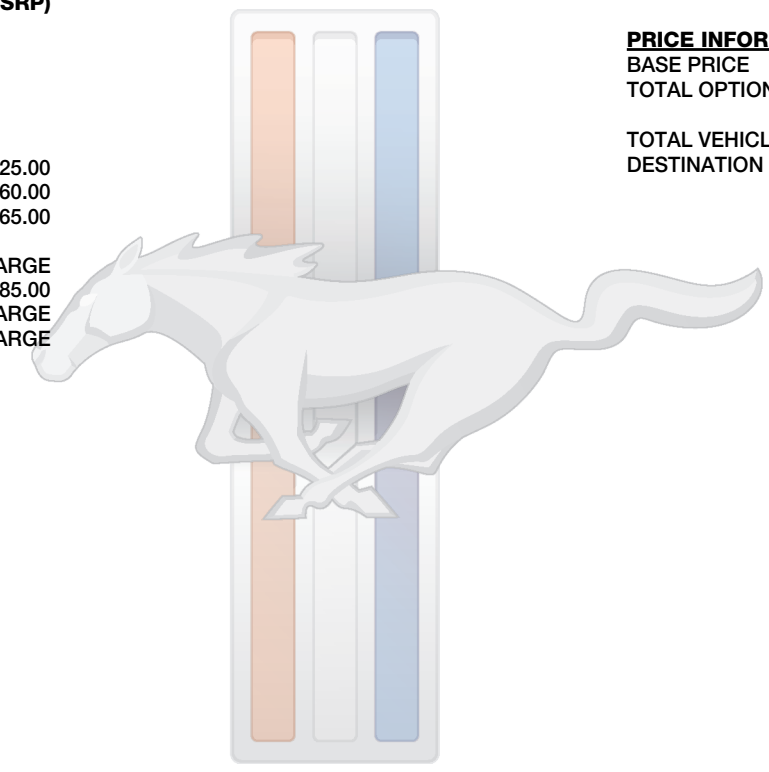 SRP)
25.00
60.00
65.00
ARGE
85.00
ARGE
ARGE
PRICE INFOR
BASE PRICE
TOTAL OPTION
TOTAL VEHICL
DESTINATION